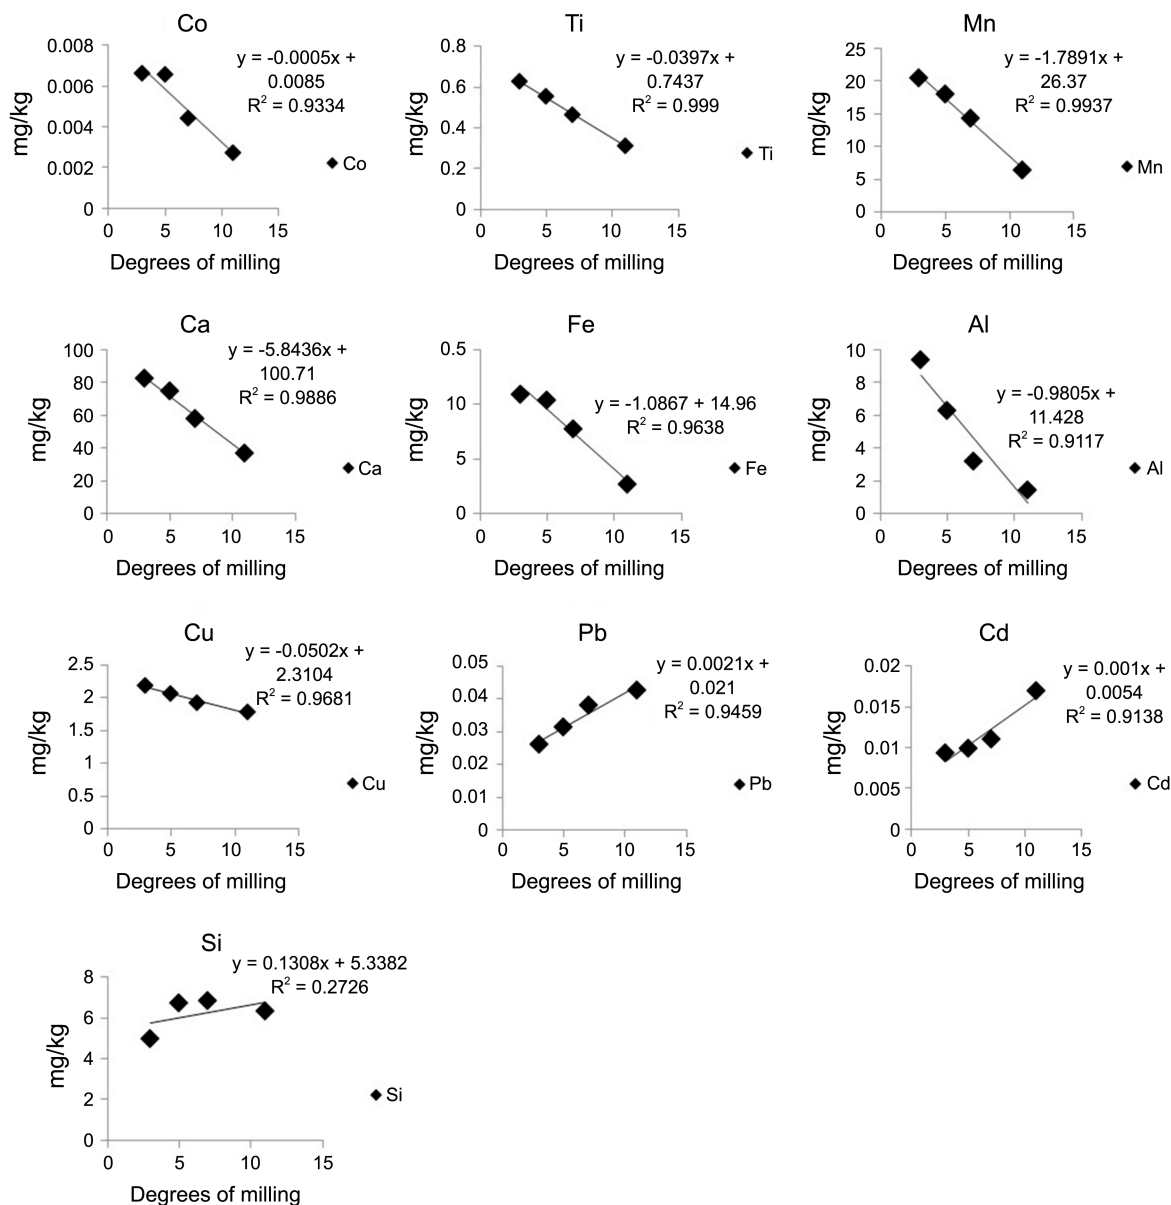 Co
0.008
0.006
0.004
0.002
0
mg/kg
y = -0.0005x +
0.0085
R² = 0.9334
Co
0 5 10 15
Degrees of milling
Ti
0.8
0.6
0.4
0.2
0
mg/kg
y = -0.0397x +
0.7437
R² = 0.999
Ti
0 5 10 15
Degrees of milling
Mn
25
20
15
10
5
0
mg/kg
y = -1.7891x +
26.37
R² = 0.9937
Mn
0 5 10 15
Degrees of milling
Ca
100
80
60
40
20
0
mg/kg
y = -5.8436x +
100.71
R² = 0.9886
Ca
0 5 10 15
Degrees of milling
Fe
0.5
10
5
0
mg/kg
y = -1.0867 + 14.96
R² = 0.9638
Fe
0 5 10 15
Degrees of milling
Al
10
8
6
4
2
0
mg/kg
y = -0.9805x +
11.428
R² = 0.9117
Al
0 5 10 15
Degrees of milling
Cu
2.5
2
1.5
1
0.5
0
mg/kg
y = -0.0502x +
2.3104
R² = 0.9681
Cu
0 5 10 15
Degrees of milling
Pb
0.05
0.04
0.03
0.02
0.01
0
mg/kg
y = 0.0021x +
0.021
R² = 0.9459
Pb
0 5 10 15
Degrees of milling
Cd
0.02
0.015
0.01
0.005
0
mg/kg
y = 0.001x +
0.0054
R² = 0.9138
Cd
0 5 10 15
Degrees of milling
Si
8
6
4
2
0
mg/kg
y = 0.1308x + 5.3382
R² = 0.2726
Si
0 5 10 15
Degrees of milling